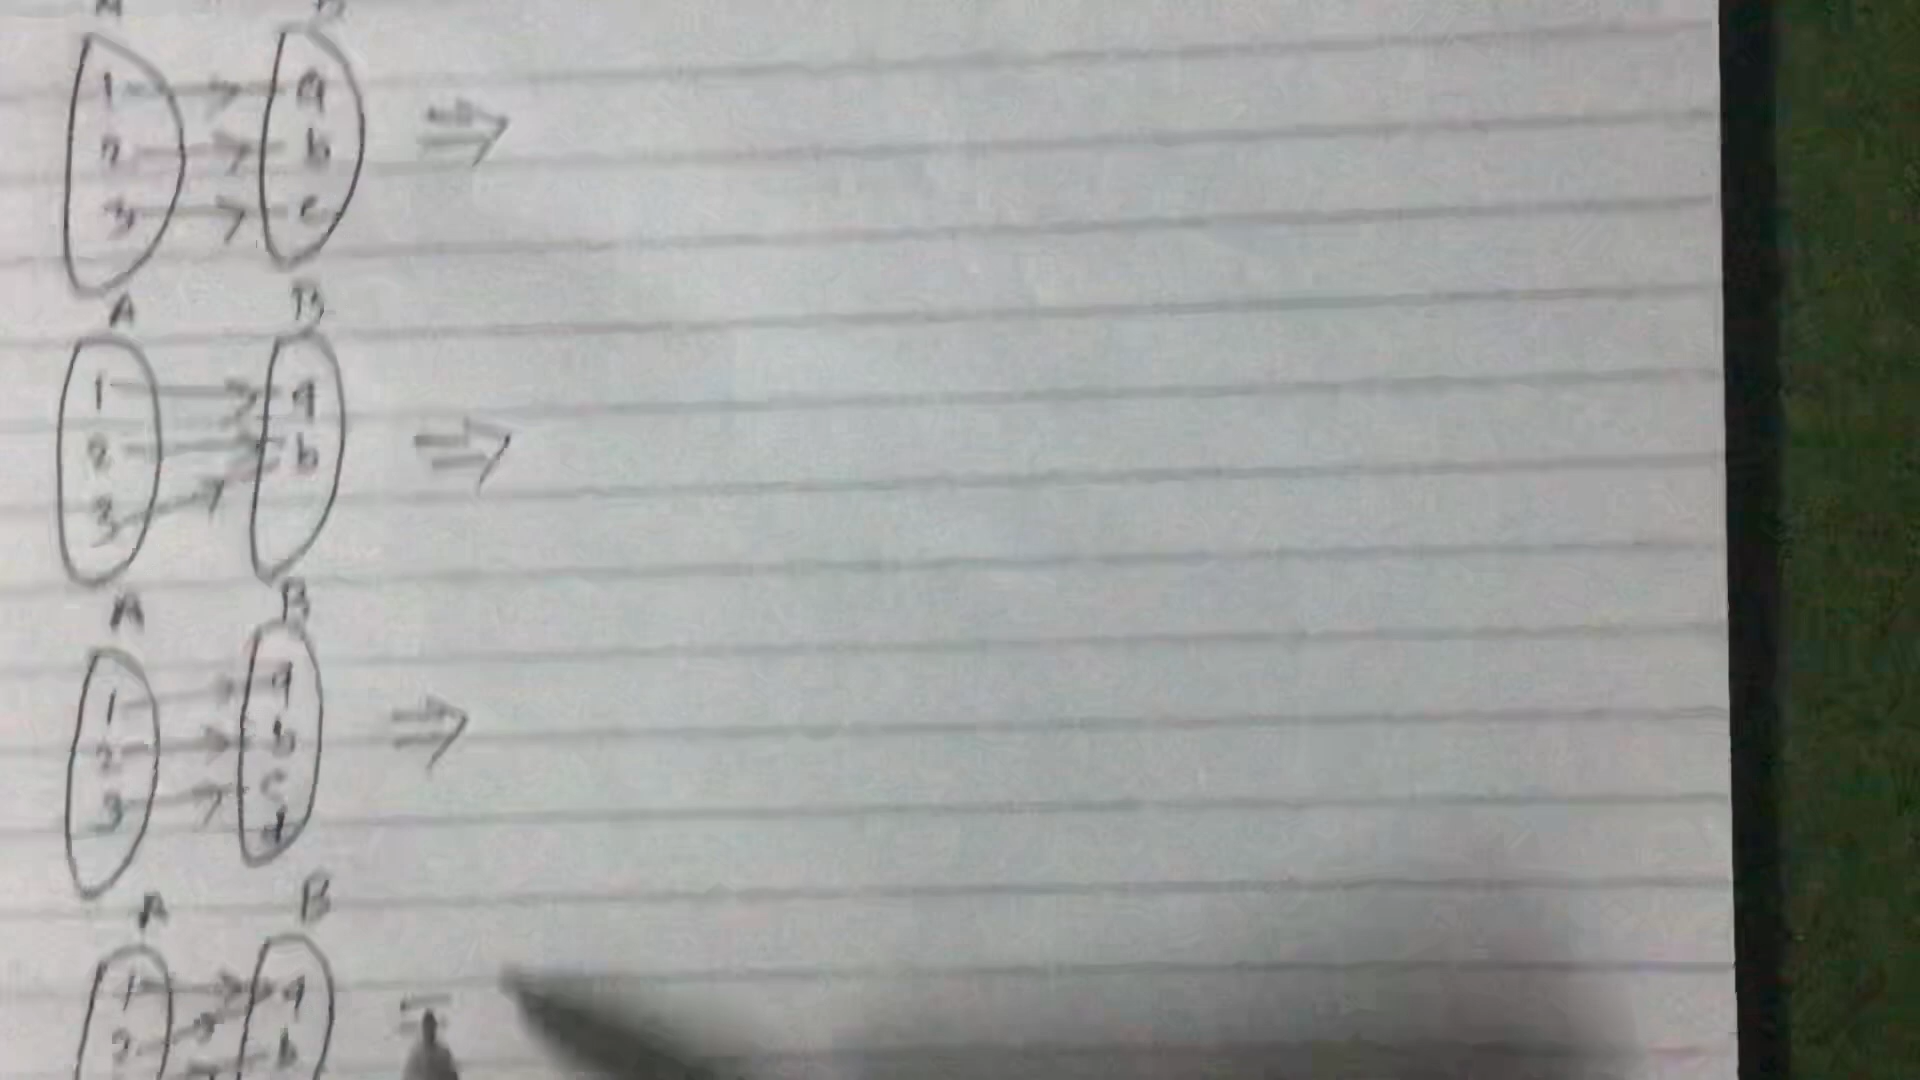 A B
1 → a ⇒
2 → b
3 → c
A B
1 → a
2 → b ⇒
3 →
A B
1 → a
2 → b ⇒
3 → c
d
A B
1 → a
2 → b